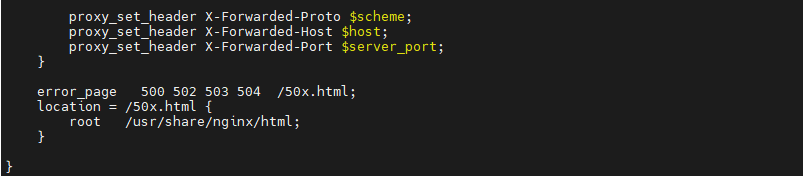 proxy_set_header X-Forwarded-Proto $scheme;
proxy_set_header X-Forwarded-Host $host;
proxy_set_header X-Forwarded-Port $server_port;
}
error_page   500 502 503 504  /50x.html;
location = /50x.html {
root   /usr/share/nginx/html;
}
}